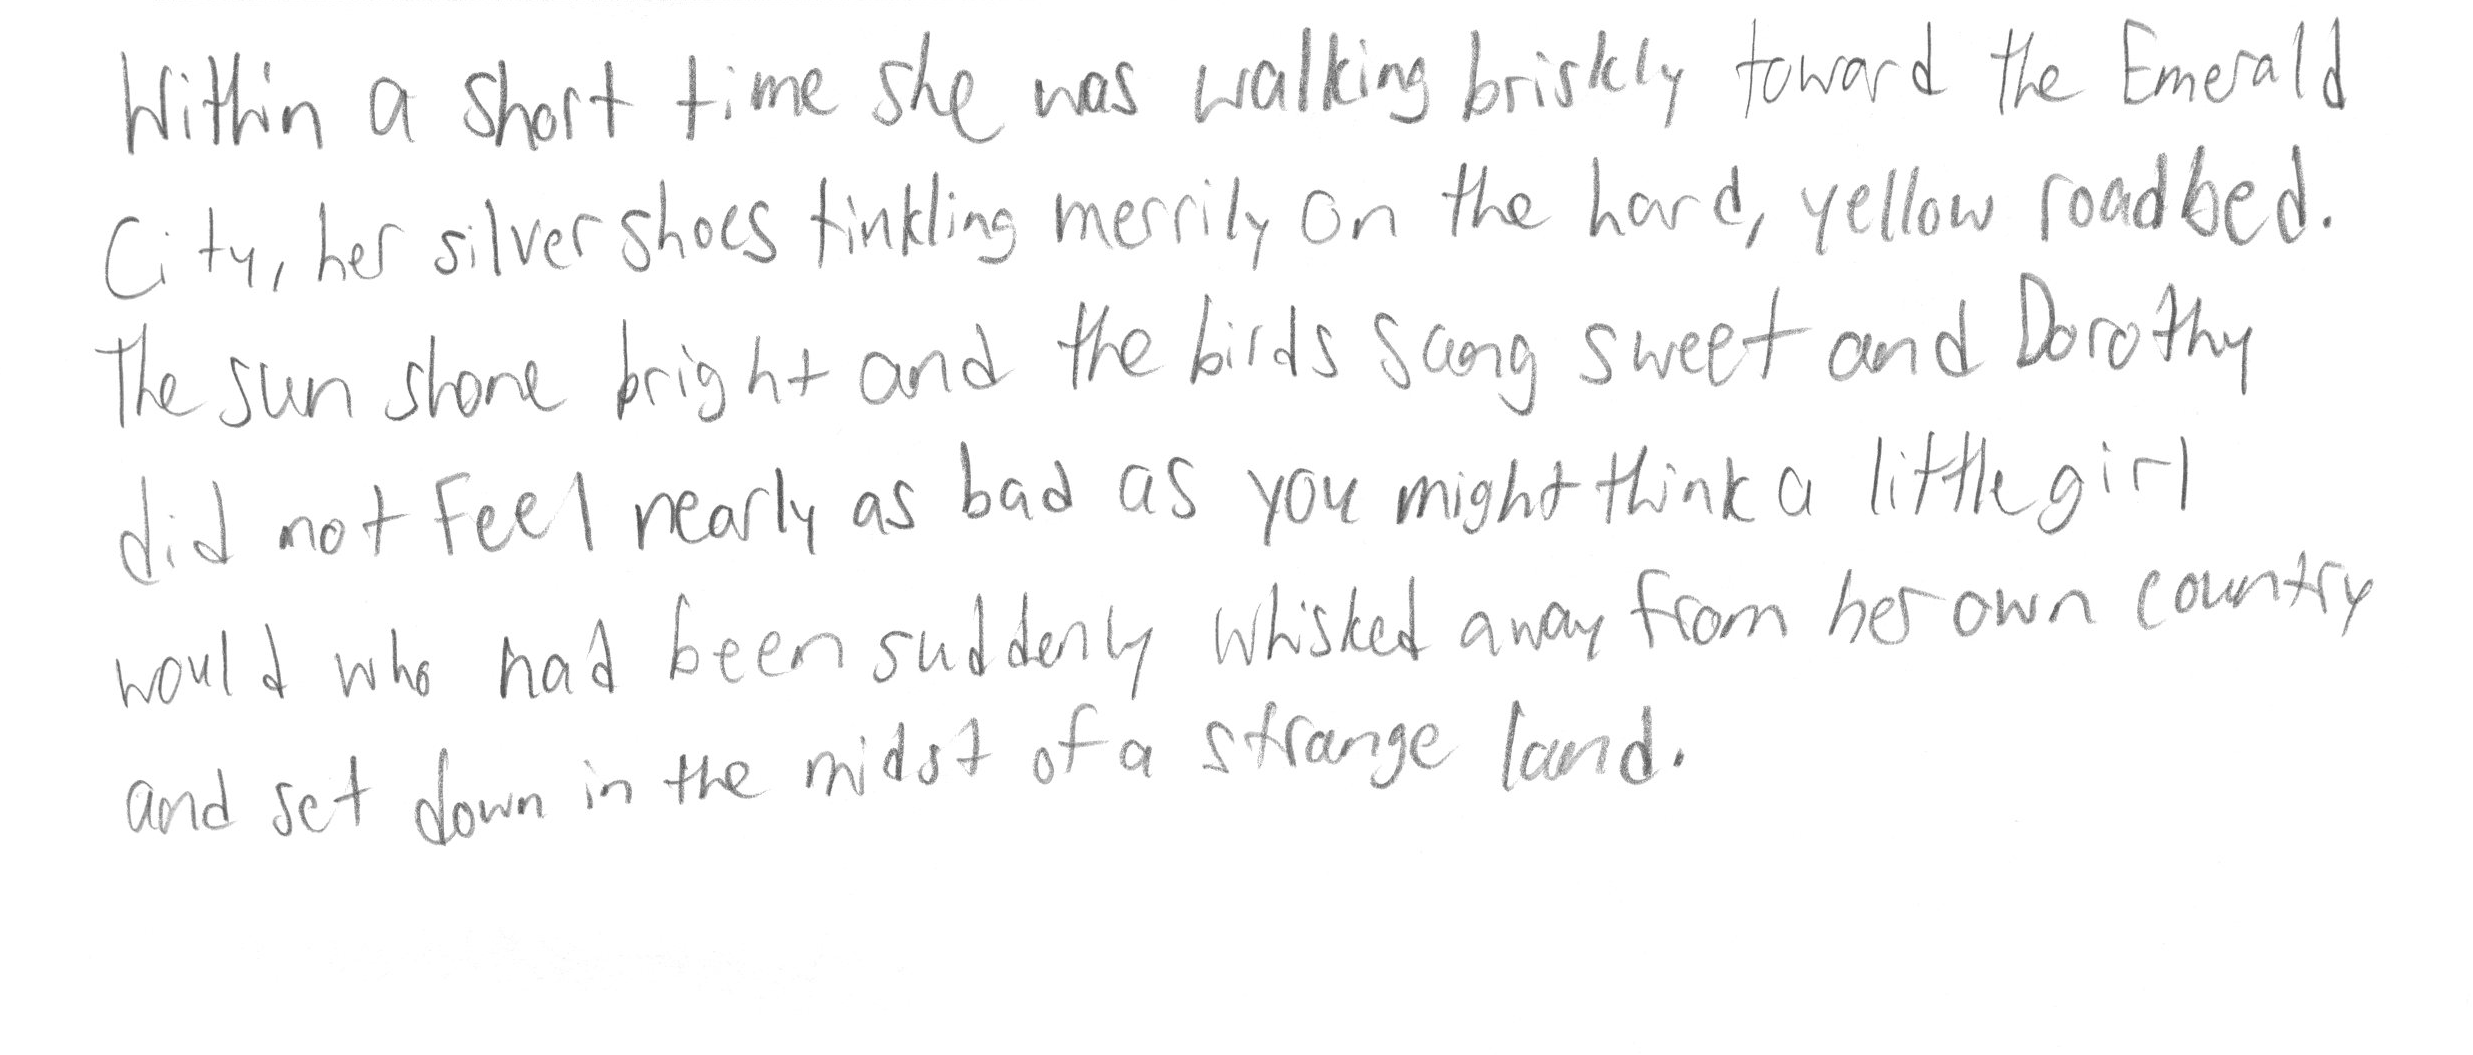 Within a short time she was walking briskly toward the Emerald
City, her silver shoes tinkling merrily on the hard, yellow roadbed.
The sun shone bright and the birds sang sweet and Dorothy
did not feel nearly as bad as you might think a little girl
would who had been suddenly whisked away from her own country
and set down in the midst of a strange land.